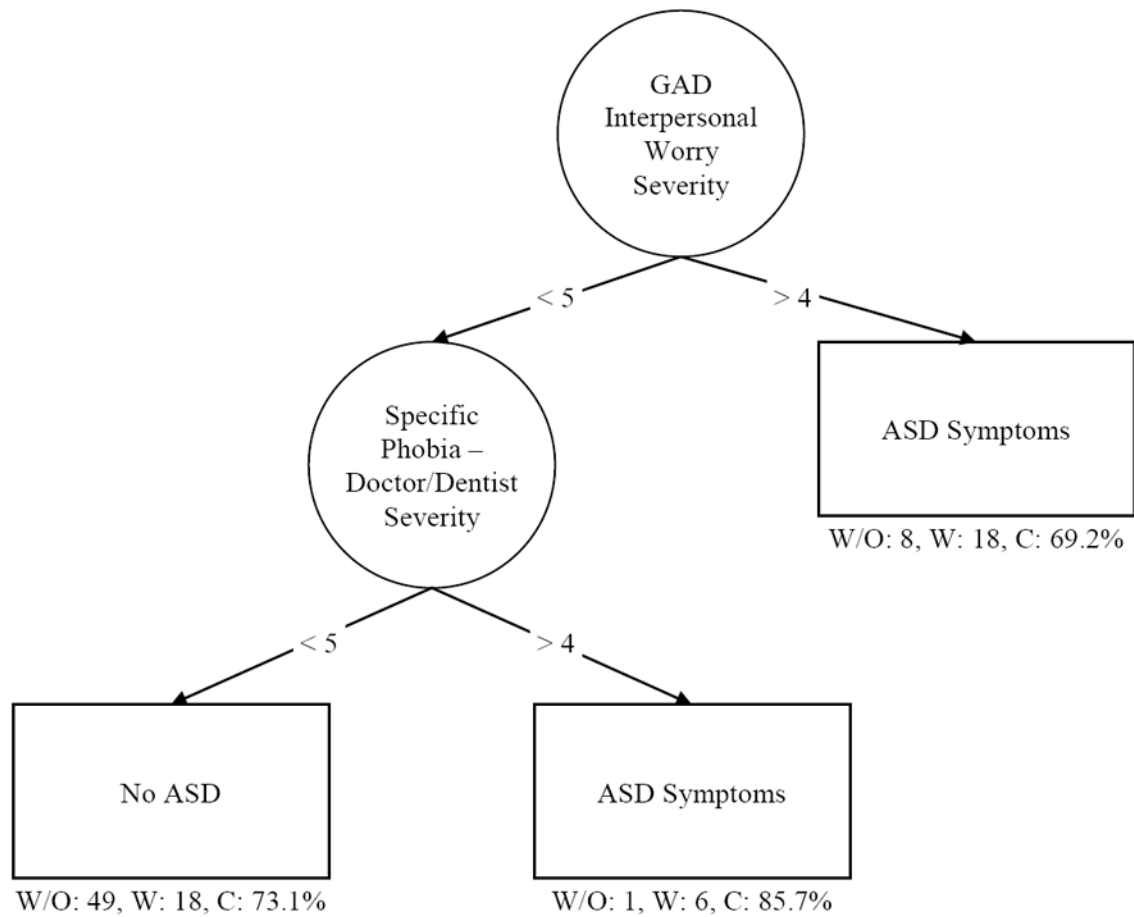 GAD
Interpersonal
Worry
Severity
< 5
> 4
Specific
Phobia –
Doctor/Dentist
Severity
ASD Symptoms
W/O: 8, W: 18, C: 69.2%
< 5
> 4
No ASD
ASD Symptoms
W/O: 49, W: 18, C: 73.1%
W/O: 1, W: 6, C: 85.7%